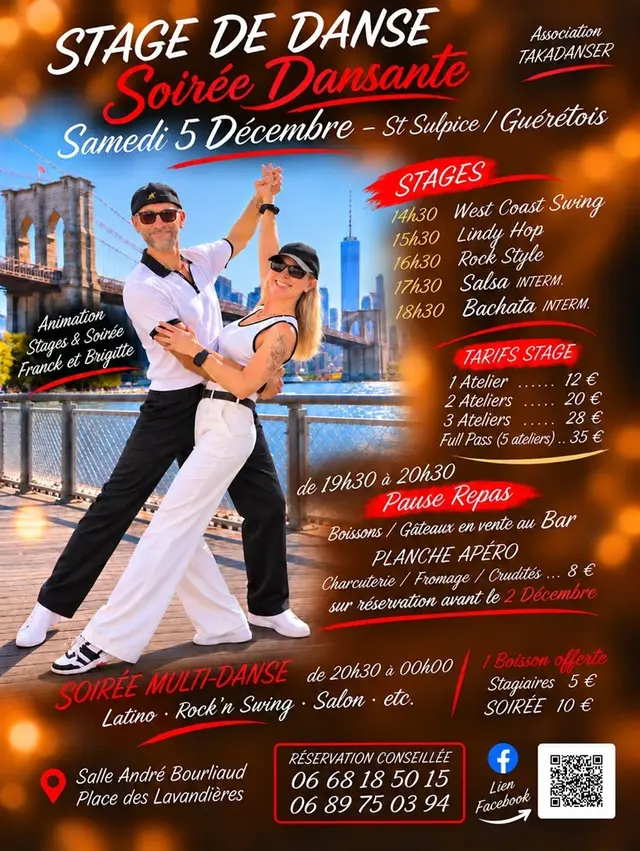 STAGE DE DANSE
Soirée Dansante
Association
TAKADANSER
Samedi 5 Décembre – St Sulpice / Guérétois
STAGES
14h30 West Coast Swing
15h30 Lindy Hop
16h30 Rock Style
17h30 Salsa INTERM.
18h30 Bachata INTERM.
Animation
Stages & Soirée
Franck et Brigitte
TARIFS STAGE
1 Atelier ...... 12 €
2 Ateliers ..... 20 €
3 Ateliers ..... 28 €
Full Pass (5 ateliers) .. 35 €
de 19h30 à 20h30
Pause Repas
Boissons / Gâteaux en vente au Bar
PLANCHE APÉRO
Charcuterie / Fromage / Crudités ... 8 €
sur réservation avant le 2 Décembre
SOIRÉE MULTI-DANSE de 20h30 à 00h00
Latino · Rock'n Swing · Salon · etc.
1 Boisson offerte
Stagiaires 5 €
SOIRÉE 10 €
Salle André Bourliaud
Place des Lavandières
RÉSERVATION CONSEILLÉE
06 68 18 50 15
06 89 75 03 94
Lien
Facebook